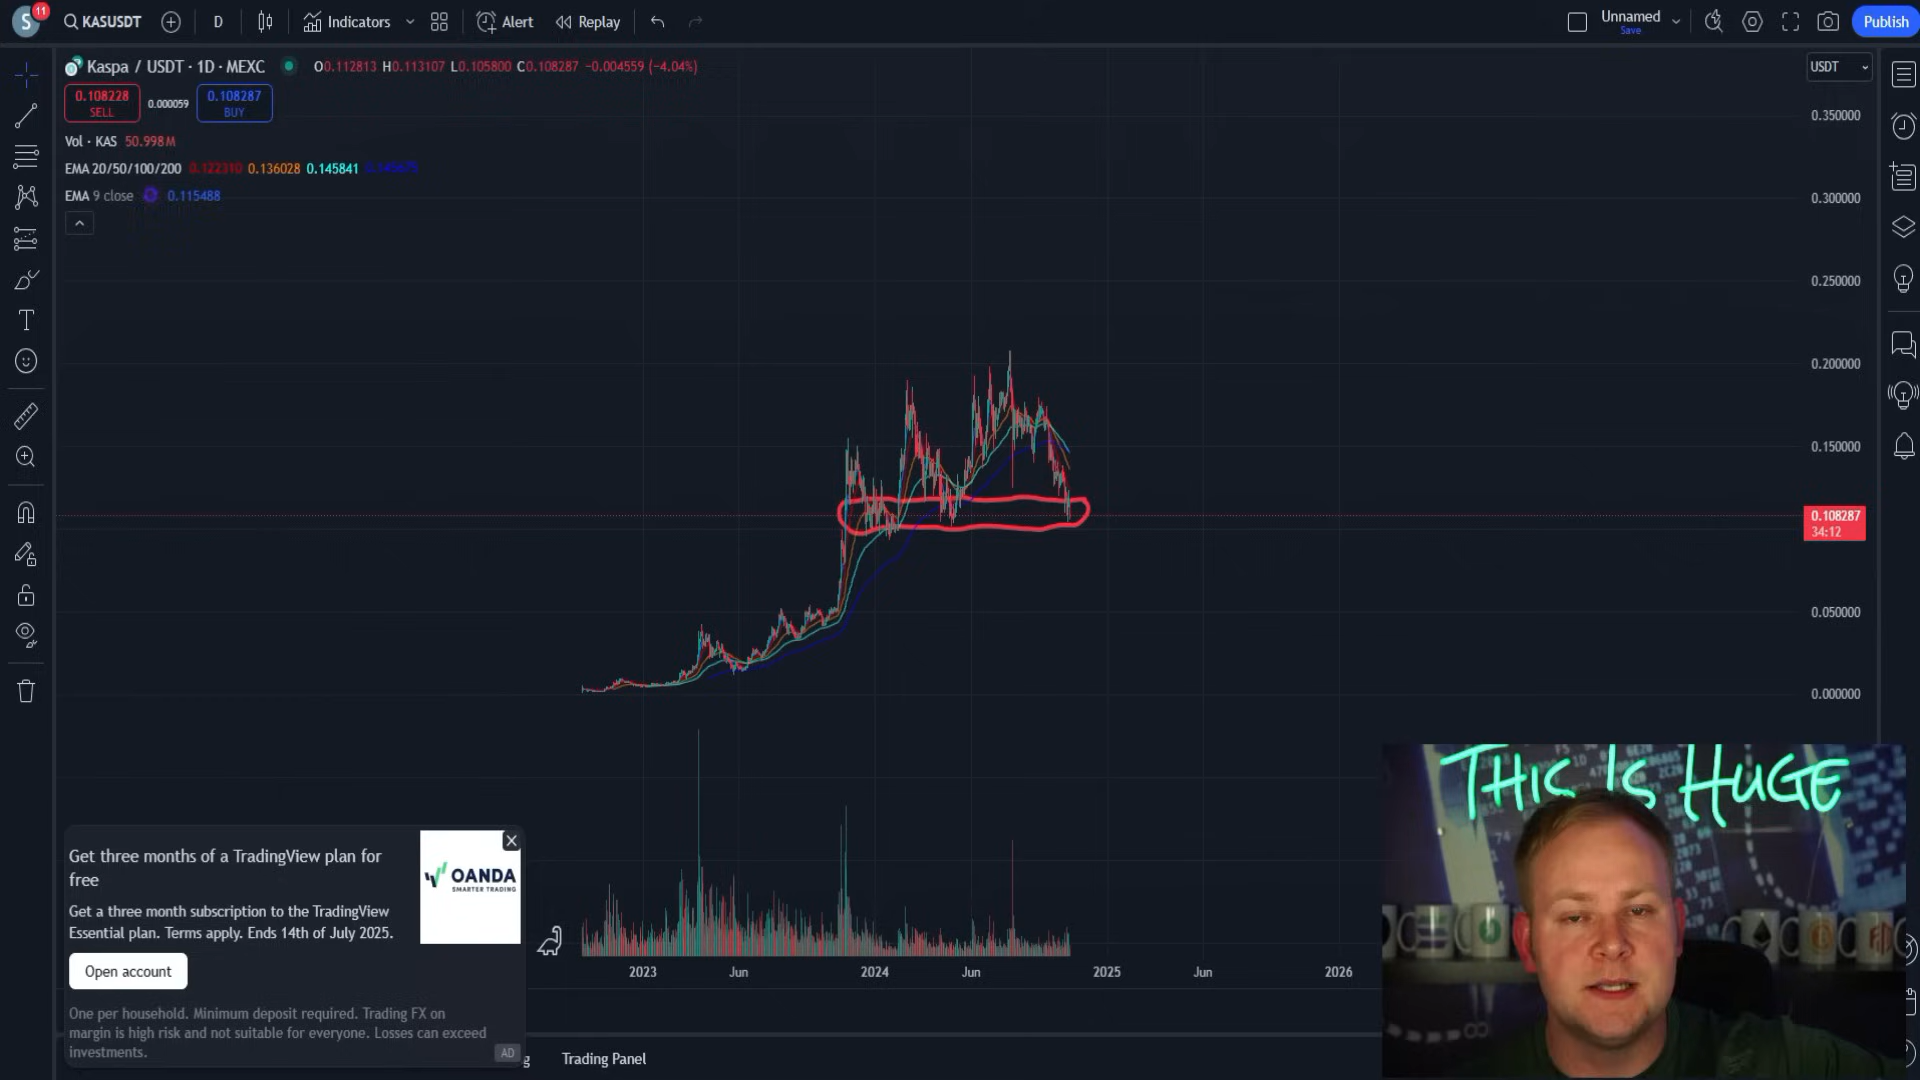 S
11
KASUSDT
D
Indicators
Alert
Replay
Unnamed
Save
Publish
Kaspa / USDT · 1D · MEXC
O0.112813 H0.113107 L0.105800 C0.108287 −0.004559 (−4.04%)
USDT
0.108228
SELL
0.000059
0.108287
BUY
Vol · KAS 50.998M
EMA 20/50/100/200 0.122310 0.136028 0.145841
EMA 9 close 0.115488
0.350000
0.300000
0.250000
0.200000
0.150000
0.108287
34:12
0.050000
0.000000
THIS IS HUGE
Get three months of a TradingView plan for
free
Get a three month subscription to the TradingView
Essential plan. Terms apply. Ends 14th of July 2025.
OANDA
SMARTER TRADING
Open account
One per household. Minimum deposit required. Trading FX on
margin is high risk and not suitable for everyone. Losses can exceed
investments.
AD
2023
Jun
2024
Jun
2025
Jun
2026
Trading Panel